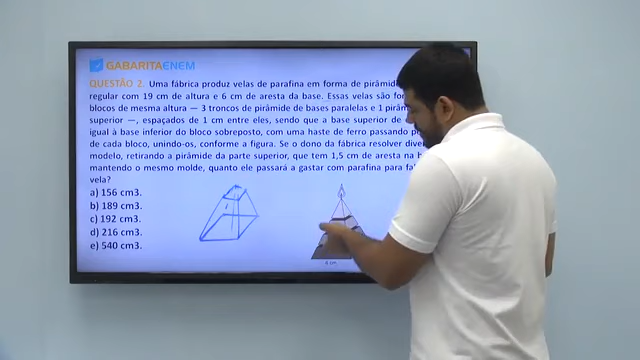 GABARITAENEM
QUESTÃO 2. Uma fábrica produz velas de parafina em forma de pirâmide
regular com 19 cm de altura e 6 cm de aresta da base. Essas velas são
blocos de mesma altura — 3 troncos de pirâmide de bases paralelas e 1
superior —, espaçados de 1 cm entre eles, sendo que a base superior de
igual à base inferior do bloco sobreposto, com uma haste de ferro passando
de cada bloco, unindo-os, conforme a figura. Se o dono da fábrica resolver
modelo, retirando a pirâmide da parte superior, que tem 1,5 cm de aresta
mantendo o mesmo molde, quanto ele passará a gastar com parafina para
vela?
a) 156 cm3.
b) 189 cm3.
c) 192 cm3.
d) 216 cm3.
e) 540 cm3.
6 cm